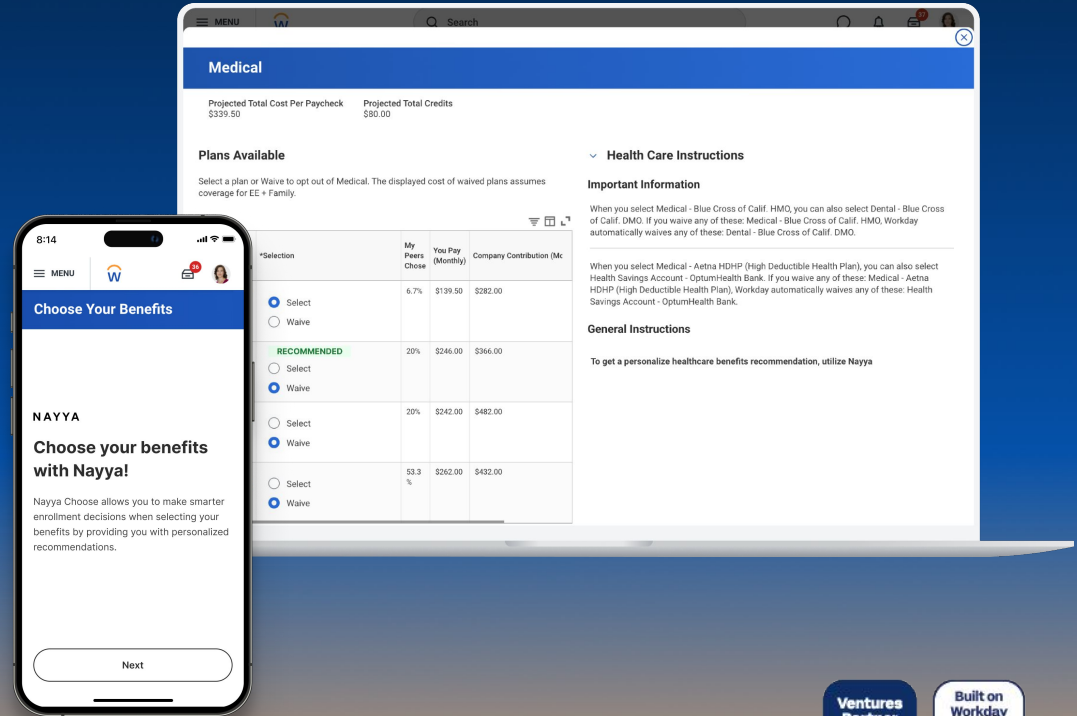 MENU
Search
37
Medical
Projected Total Cost Per Paycheck
$339.50
Projected Total Credits
$80.00
Plans Available
Select a plan or Waive to opt out of Medical. The displayed cost of waived plans assumes
coverage for EE + Family.
*Selection
My
Peers
Chose
You Pay
(Monthly)
Company Contribution (Mc
Select
Waive
6.7%
$139.50
$282.00
RECOMMENDED
Select
Waive
20%
$246.00
$366.00
Select
Waive
20%
$242.00
$482.00
Select
Waive
53.3
%
$262.00
$432.00
Health Care Instructions
Important Information
When you select Medical - Blue Cross of Calif. HMO, you can also select Dental - Blue Cross
of Calif. DMO. If you waive any of these: Medical - Blue Cross of Calif. HMO, Workday
automatically waives any of these: Dental - Blue Cross of Calif. DMO.
When you select Medical - Aetna HDHP (High Deductible Health Plan), you can also select
Health Savings Account - OptumHealth Bank. If you waive any of these: Medical - Aetna
HDHP (High Deductible Health Plan), Workday automatically waives any of these: Health
Savings Account - OptumHealth Bank.
General Instructions
To get a personalize healthcare benefits recommendation, utilize Nayya
8:14
MENU
36
Choose Your Benefits
NAYYA
Choose your benefits
with Nayya!
Nayya Choose allows you to make smarter
enrollment decisions when selecting your
benefits by providing you with personalized
recommendations.
Next
Ventures
Partner
Built on
Workday